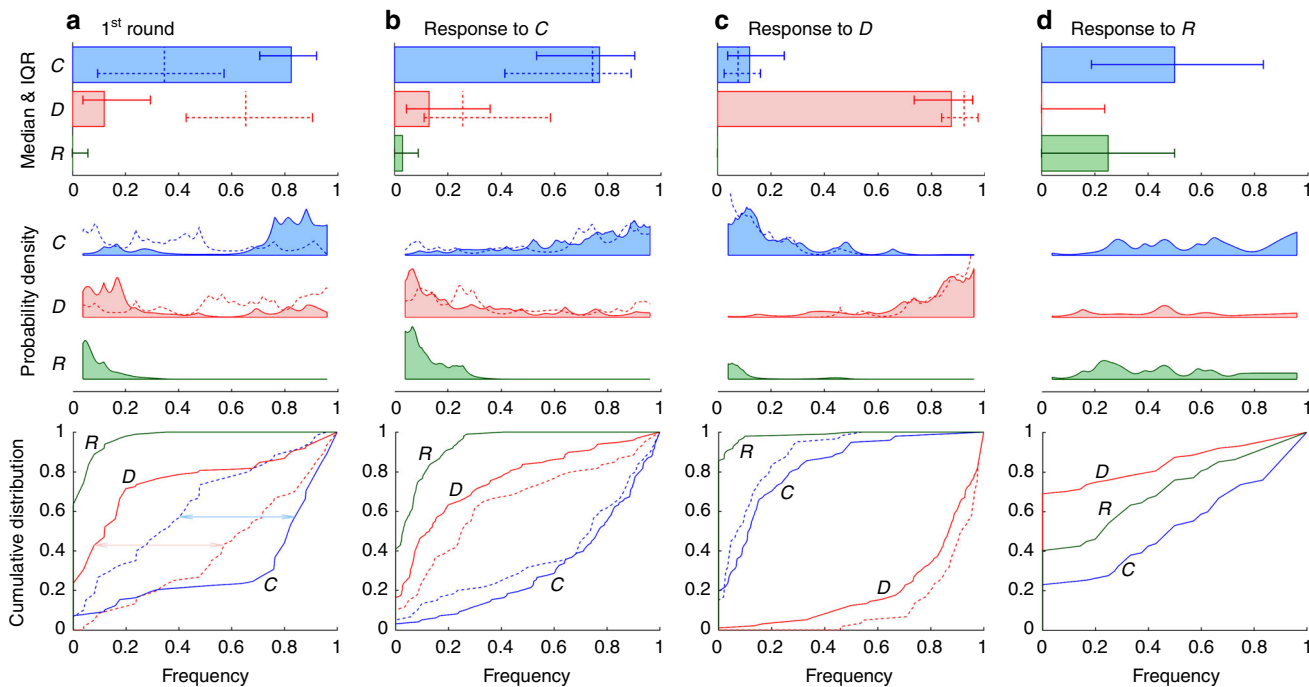 a 1st round
b Response to C
c Response to D
d Response to R
Median & IQR
C
D
R
0 0.2 0.4 0.6 0.8 1
0 0.2 0.4 0.6 0.8 1
0 0.2 0.4 0.6 0.8 1
0 0.2 0.4 0.6 0.8 1
Probability density
C
D
R
0 0.2 0.4 0.6 0.8 1
0 0.2 0.4 0.6 0.8 1
0 0.2 0.4 0.6 0.8 1
0 0.2 0.4 0.6 0.8 1
Cumulative distribution
1
0.8
0.6
0.4
0.2
0
R
D
C
0 0.2 0.4 0.6 0.8 1
Frequency
1
0.8
0.6
0.4
0.2
0
R
D
C
0 0.2 0.4 0.6 0.8 1
Frequency
1
0.8
0.6
0.4
0.2
0
R
C
D
0 0.2 0.4 0.6 0.8 1
Frequency
1
0.8
0.6
0.4
0.2
0
D
R
C
0 0.2 0.4 0.6 0.8 1
Frequency